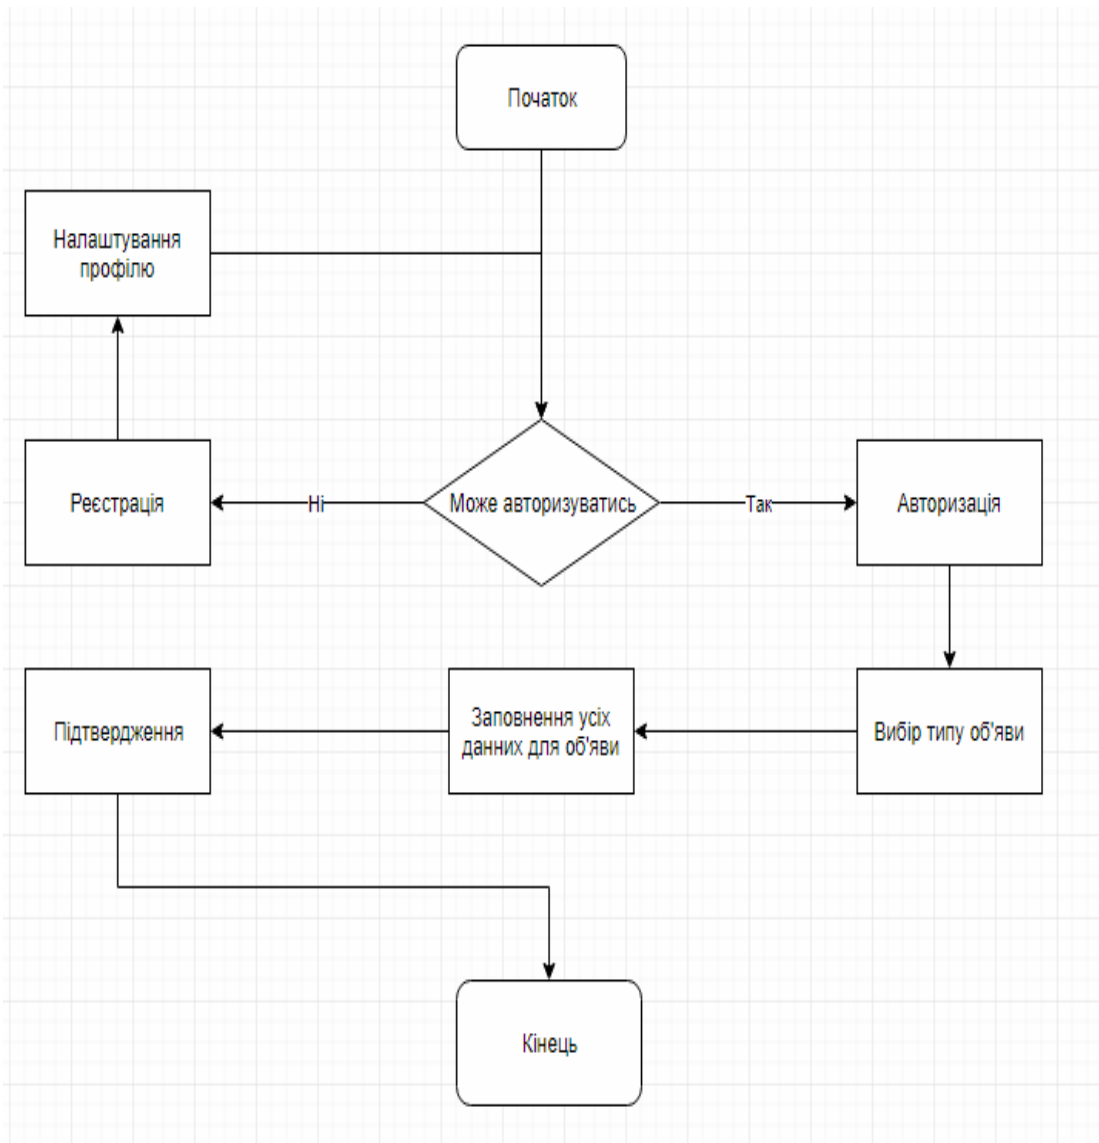 Початок
Налаштування
профілю
Реєстрація
Ні
Може авторизуватись
Так
Авторизація
Підтвердження
Заповнення усіх
данних для об'яви
Вибір типу об'яви
Кінець